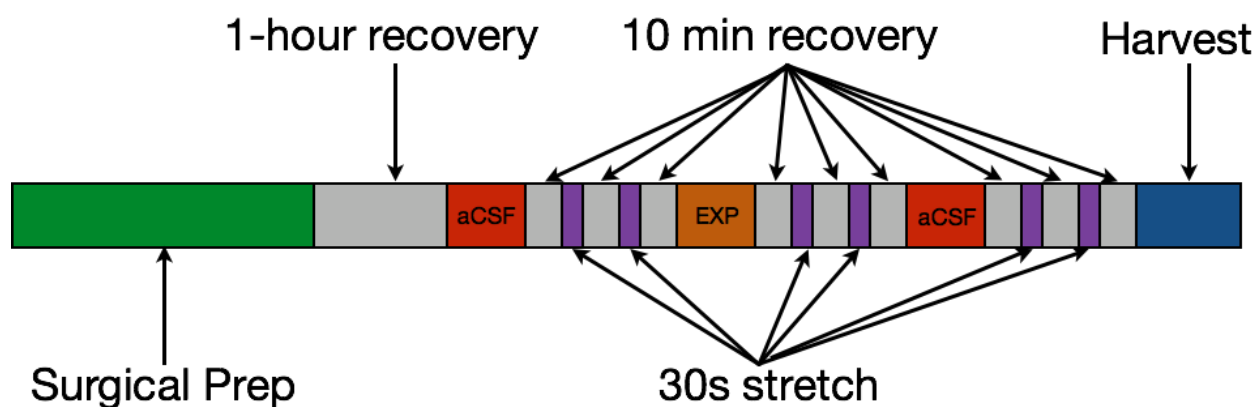 1-hour recovery
10 min recovery
Harvest
aCSF
EXP
aCSF
Surgical Prep
30s stretch